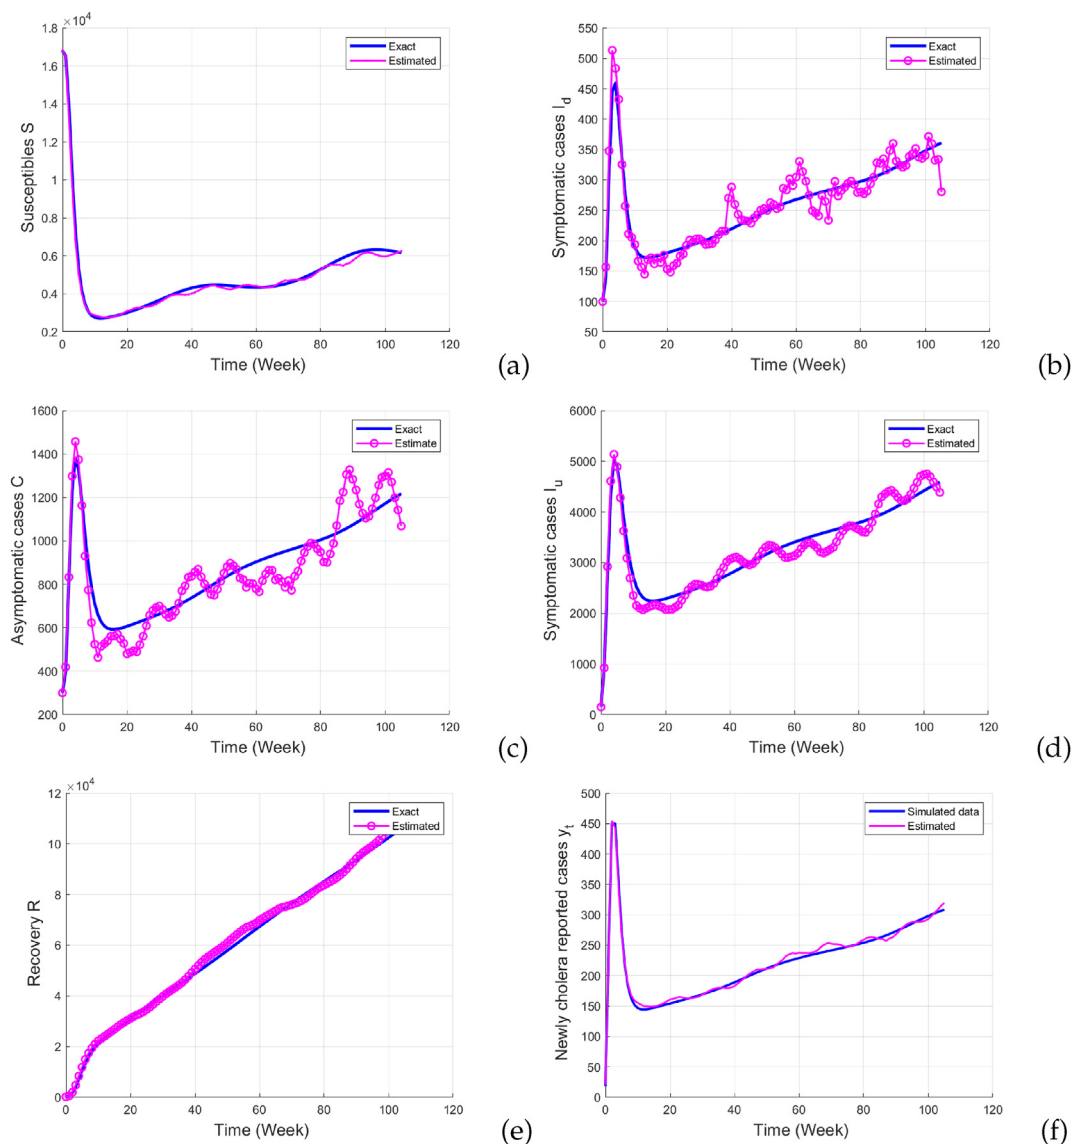 ×10⁴
1.8
1.6
1.4
1.2
1
0.8
0.6
0.4
0.2
0 20 40 60 80 100 120
Susceptibles S
Time (Week)
Exact
Estimated
(a)
550
500
450
400
350
300
250
200
150
100
50
0 20 40 60 80 100 120
Symptomatic cases I_d
Time (Week)
Exact
Estimated
(b)
1600
1400
1200
1000
800
600
400
200
0 20 40 60 80 100 120
Asymptomatic cases C
Time (Week)
Exact
Estimate
(c)
6000
5000
4000
3000
2000
1000
0
0 20 40 60 80 100 120
Symptomatic cases I_u
Time (Week)
Exact
Estimated
(d)
×10⁴
12
10
8
6
4
2
0
0 20 40 60 80 100 120
Recovery R
Time (Week)
Exact
Estimated
(e)
500
450
400
350
300
250
200
150
100
50
0
0 20 40 60 80 100 120
Newly cholera reported cases y_t
Time (Week)
Simulated data
Estimated
(f)